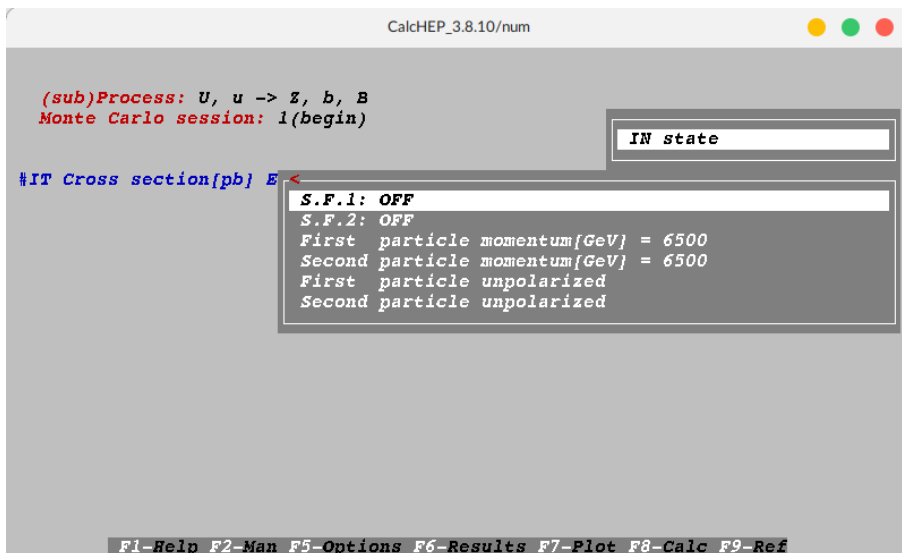 CalcHEP_3.8.10/num
(sub)Process: U, u -> Z, b, B
Monte Carlo session: 1(begin)
IN state
#IT Cross section[pb] E
<
S.F.1: OFF
S.F.2: OFF
First particle momentum[GeV] = 6500
Second particle momentum[GeV] = 6500
First particle unpolarized
Second particle unpolarized
F1-Help F2-Man F5-Options F6-Results F7-Plot F8-Calc F9-Ref